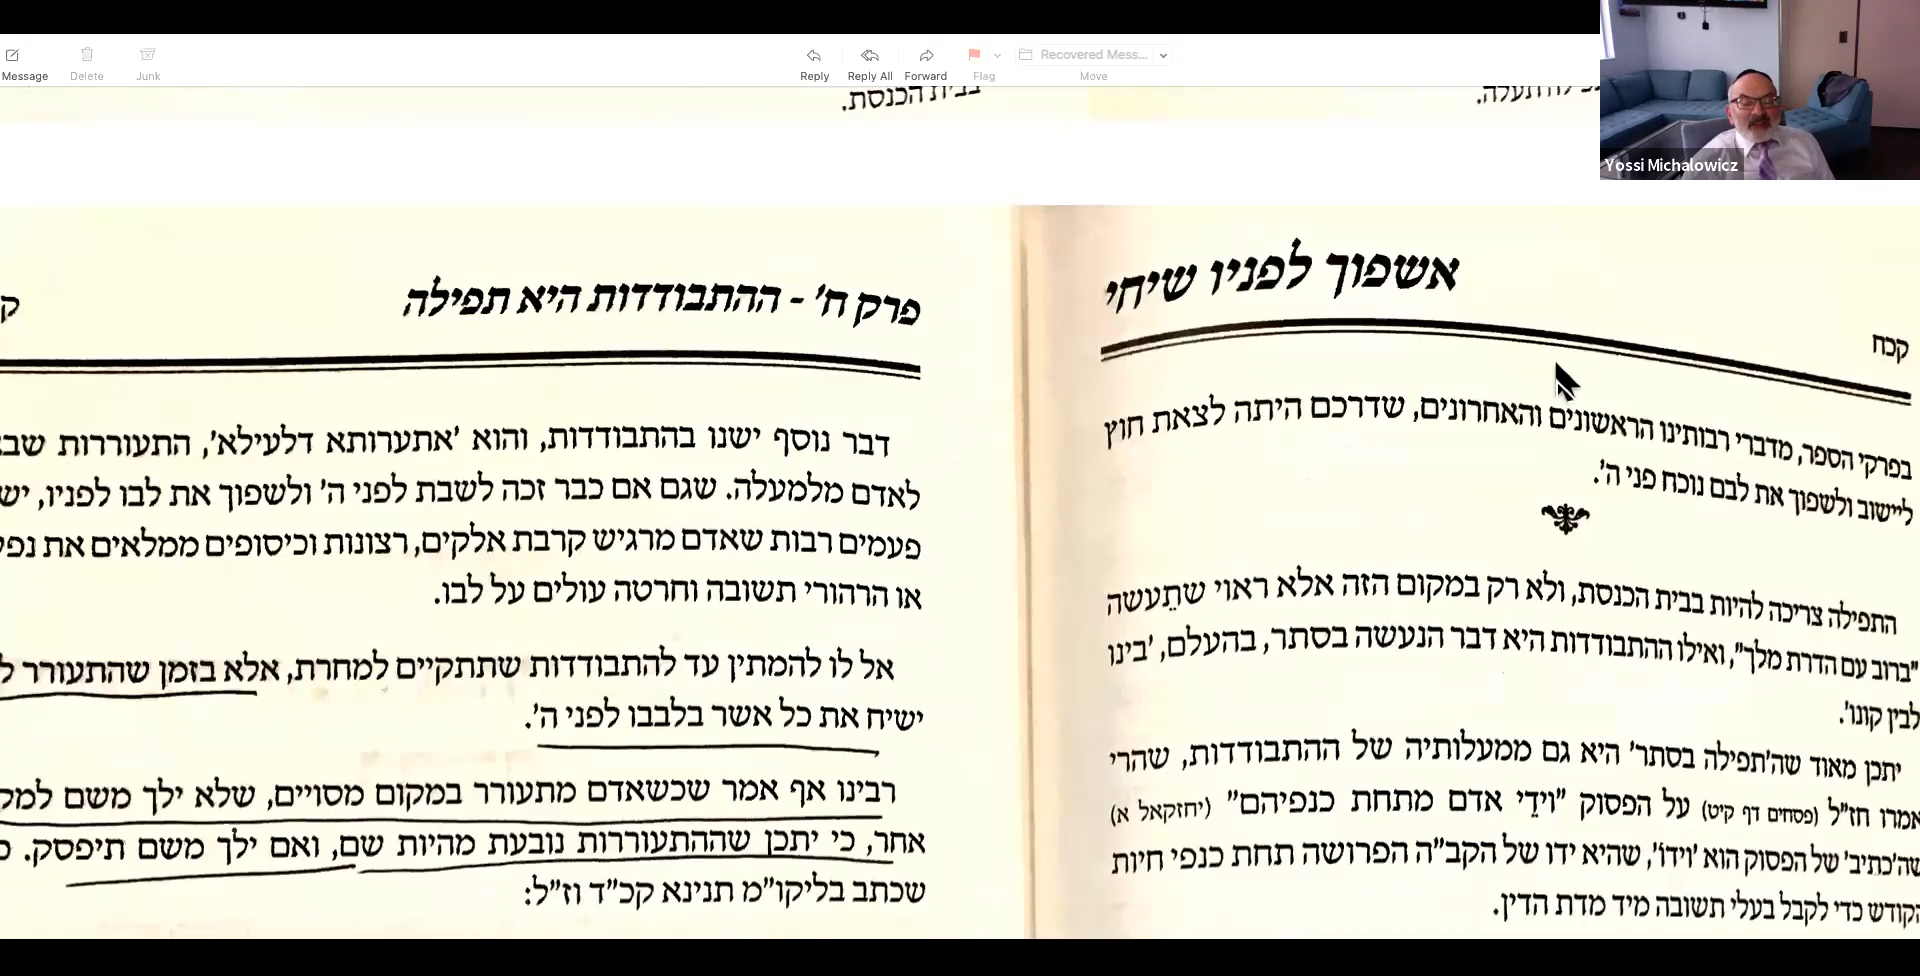 Message
Delete
Junk
Reply
Reply All
Forward
Flag
Recovered Mess...
Move
Yossi Michalowicz
בבית הכנסת.
אשפוך לפניו שיחי
קכח
בפרקי הספר, מדברי רבותינו הראשונים והאחרונים, שדרכם היתה לצאת חוץ
ליישוב ולשפוך את לבם נוכח פני ה'.
התפילה צריכה להיות בבית הכנסת, ולא רק במקום הזה אלא ראוי שתֵעשה
"ברוב עם הדרת מלך", ואילו ההתבודדות היא דבר הנעשה בסתר, בהעלם, 'בינו
לבין קונו'.
יתכן מאוד שה'תפילה בסתר' היא גם ממעלותיה של ההתבודדות, שהרי
אמרו חז"ל (פסחים דף קיט) על הפסוק "וידֵי אדם מתחת כנפיהם" (יחזקאל א)
שה'כתיב' של הפסוק הוא 'וידוֹ', שהיא ידו של הקב"ה הפרושה תחת כנפי חיות
הקודש כדי לקבל בעלי תשובה מיד מדת הדין.
פרק ח' - ההתבודדות היא תפילה
דבר נוסף ישנו בהתבודדות, והוא 'אתערותא דלעילא', התעוררות
לאדם מלמעלה. שגם אם כבר זכה לשבת לפני ה' ולשפוך את לבו לפניו,
פעמים רבות שאדם מרגיש קרבת אלקים, רצונות וכיסופים ממלאים את
או הרהורי תשובה וחרטה עולים על לבו.
אל לו להמתין עד להתבודדות שתתקיים למחרת, אלא בזמן שהתעורר
ישיח את כל אשר בלבבו לפני ה'.
רבינו אף אמר שכשאדם מתעורר במקום מסויים, שלא ילך משם
אחר, כי יתכן שההתעוררות נובעת מהיות שם, ואם ילך משם תיפסק.
שכתב בליקו"מ תנינא קכ"ד וז"ל: